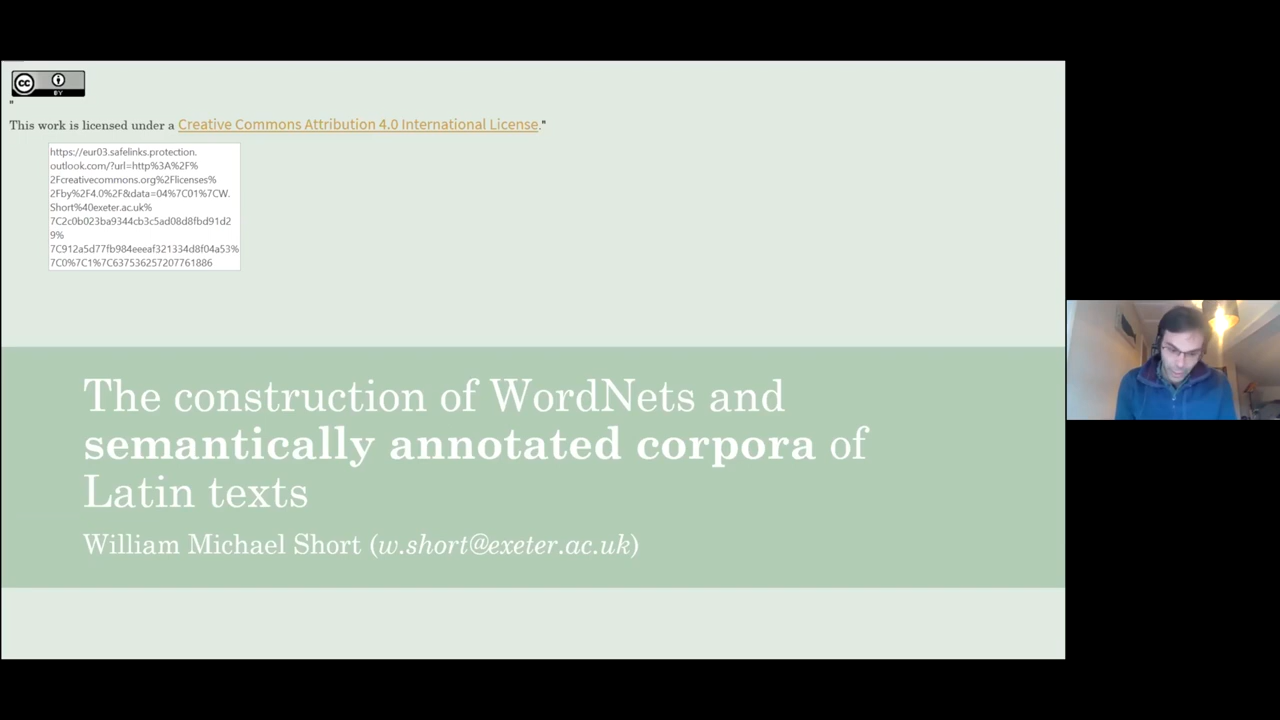 cc
BY
"
This work is licensed under a Creative Commons Attribution 4.0 International License."
https://eur03.safelinks.protection.
outlook.com/?url=http%3A%2F%
2Fcreativecommons.org%2Flicenses%
2Fby%2F4.0%2F&data=04%7C01%7CW.
Short%40exeter.ac.uk%
7C2c0b023ba9344cb3c5ad08d8fbd91d2
9%
7C912a5d77fb984eeeaf321334d8f04a53%
7C0%7C1%7C637536257207761886
The construction of WordNets and
semantically annotated corpora of
Latin texts
William Michael Short (w.short@exeter.ac.uk)